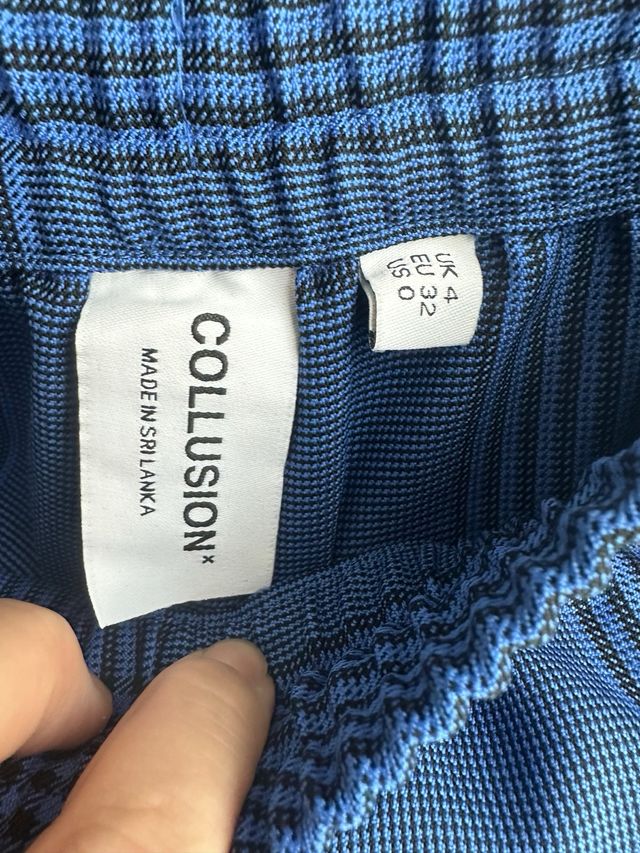 COLLUSION×
MADE IN SRI LANKA
UK 4
EU 32
US 0